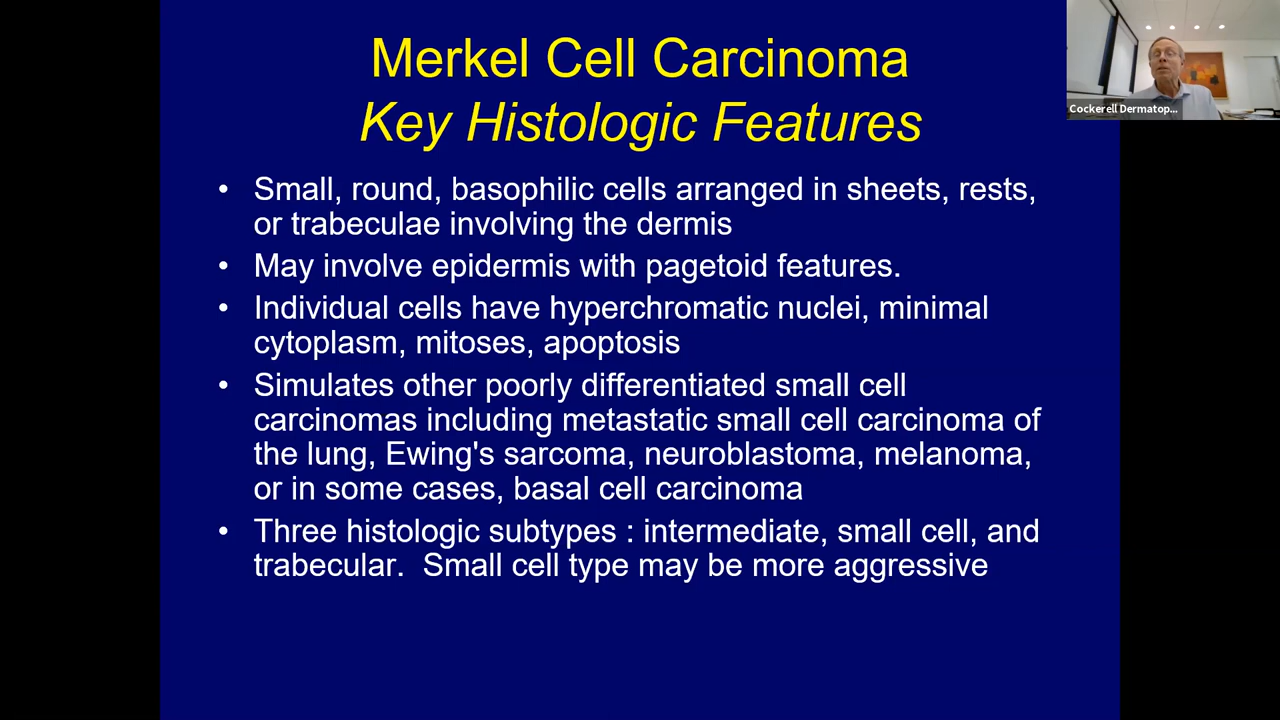 Merkel Cell Carcinoma
Key Histologic Features
• Small, round, basophilic cells arranged in sheets, rests,
or trabeculae involving the dermis
• May involve epidermis with pagetoid features.
• Individual cells have hyperchromatic nuclei, minimal
cytoplasm, mitoses, apoptosis
• Simulates other poorly differentiated small cell
carcinomas including metastatic small cell carcinoma of
the lung, Ewing's sarcoma, neuroblastoma, melanoma,
or in some cases, basal cell carcinoma
• Three histologic subtypes : intermediate, small cell, and
trabecular.  Small cell type may be more aggressive
Cockerell Dermatop...